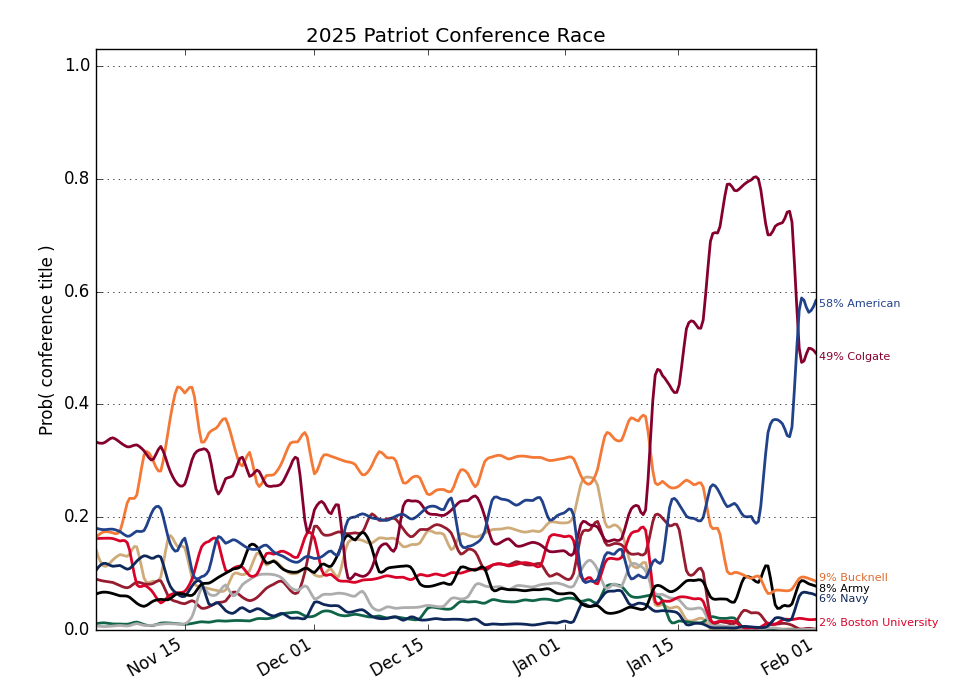 2025 Patriot Conference Race
Prob( conference title )
1.0
0.8
0.6
0.4
0.2
0.0
Nov 15
Dec 01
Dec 15
Jan 01
Jan 15
Feb 01
58% American
49% Colgate
9% Bucknell
8% Army
6% Navy
2% Boston University